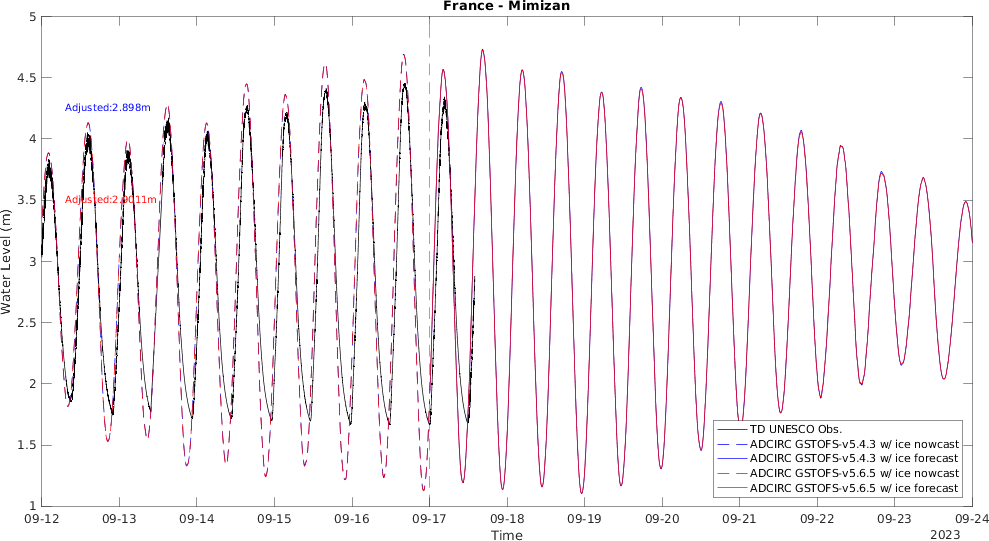 France - Mimizan
Water Level (m)
5
4.5
4
3.5
3
2.5
2
1.5
1
Adjusted:2.898m
Adjusted:2.9011m
TD UNESCO Obs.
ADCIRC GSTOFS-v5.4.3 w/ ice nowcast
ADCIRC GSTOFS-v5.4.3 w/ ice forecast
ADCIRC GSTOFS-v5.6.5 w/ ice nowcast
ADCIRC GSTOFS-v5.6.5 w/ ice forecast
09-12 09-13 09-14 09-15 09-16 09-17 09-18 09-19 09-20 09-21 09-22 09-23 09-24
Time
2023